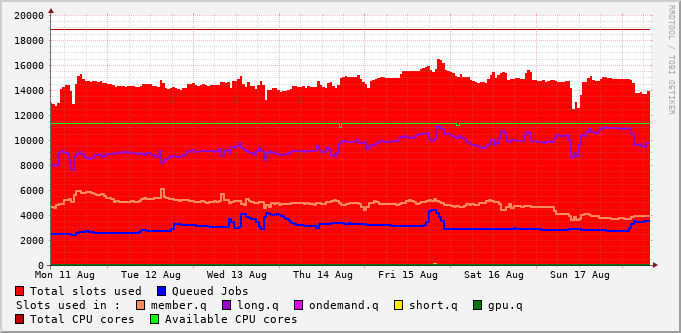 20000
18000
16000
14000
12000
10000
8000
6000
4000
2000
0
Mon 11 Aug Tue 12 Aug Wed 13 Aug Thu 14 Aug Fri 15 Aug Sat 16 Aug Sun 17 Aug
RRDTOOL / TOBI OETIKER
Total slots used Queued Jobs
Slots used in : member.q long.q ondemand.q short.q gpu.q
Total CPU cores Available CPU cores